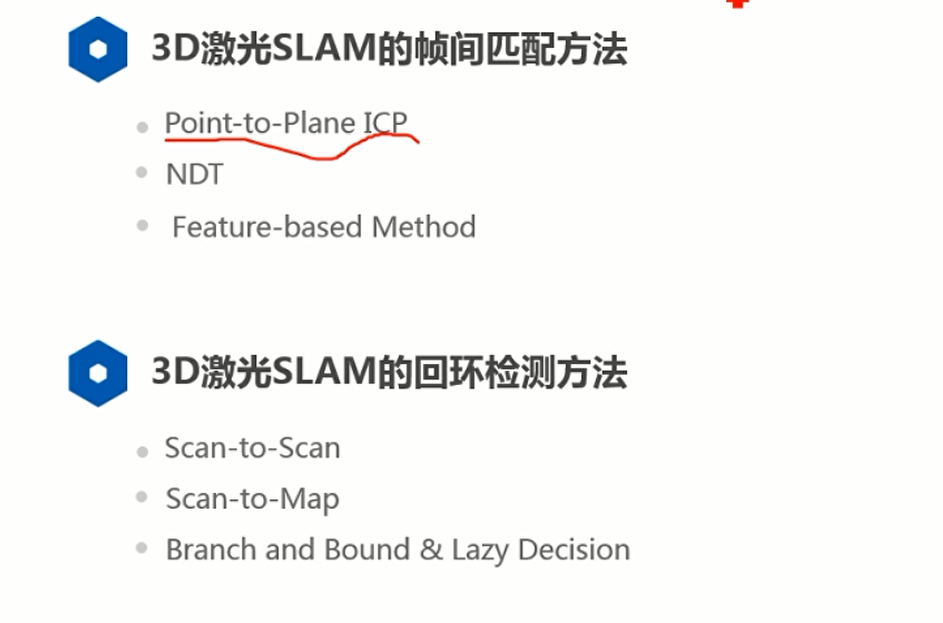 3D激光SLAM的帧间匹配方法
Point-to-Plane ICP
NDT
Feature-based Method
3D激光SLAM的回环检测方法
Scan-to-Scan
Scan-to-Map
Branch and Bound & Lazy Decision